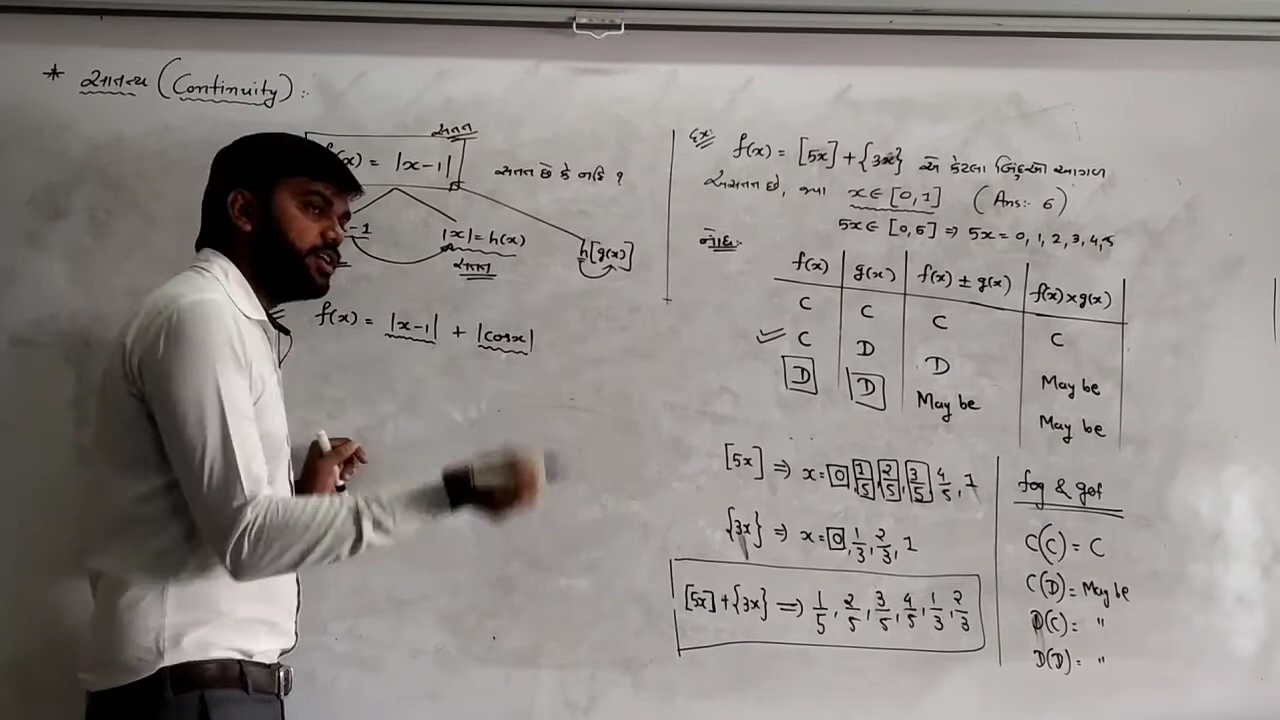 * સાતત્ય (Continuity) :-
સતત
f(x) = |x-1| સતત છે કે નહિ ?
-1 |x| = h(x) h[g(x)]
સતત
f(x) = |x-1| + |cosx|
Ex: f(x) = [5x] + {3x} એ કેટલા બિંદુઓ આગળ
અસતત છે, જ્યાં x ∈ [0,1] (Ans:- 6)
5x ∈ [0,5] ⇒ 5x = 0, 1, 2, 3, 4, 5
નોંધ:
f(x) g(x) f(x) ± g(x) f(x) × g(x)
C C C C
C D D May be
D D May be May be
[5x] ⇒ x = 0, 1/5, 2/5, 3/5, 4/5, 1
{3x} ⇒ x = 0, 1/3, 2/3, 1
[5x] + {3x} ⇒ 1/5, 2/5, 3/5, 4/5, 1/3, 2/3
fog & gof
C(C) = C
C(D) = May be
D(C) = "
D(D) = "